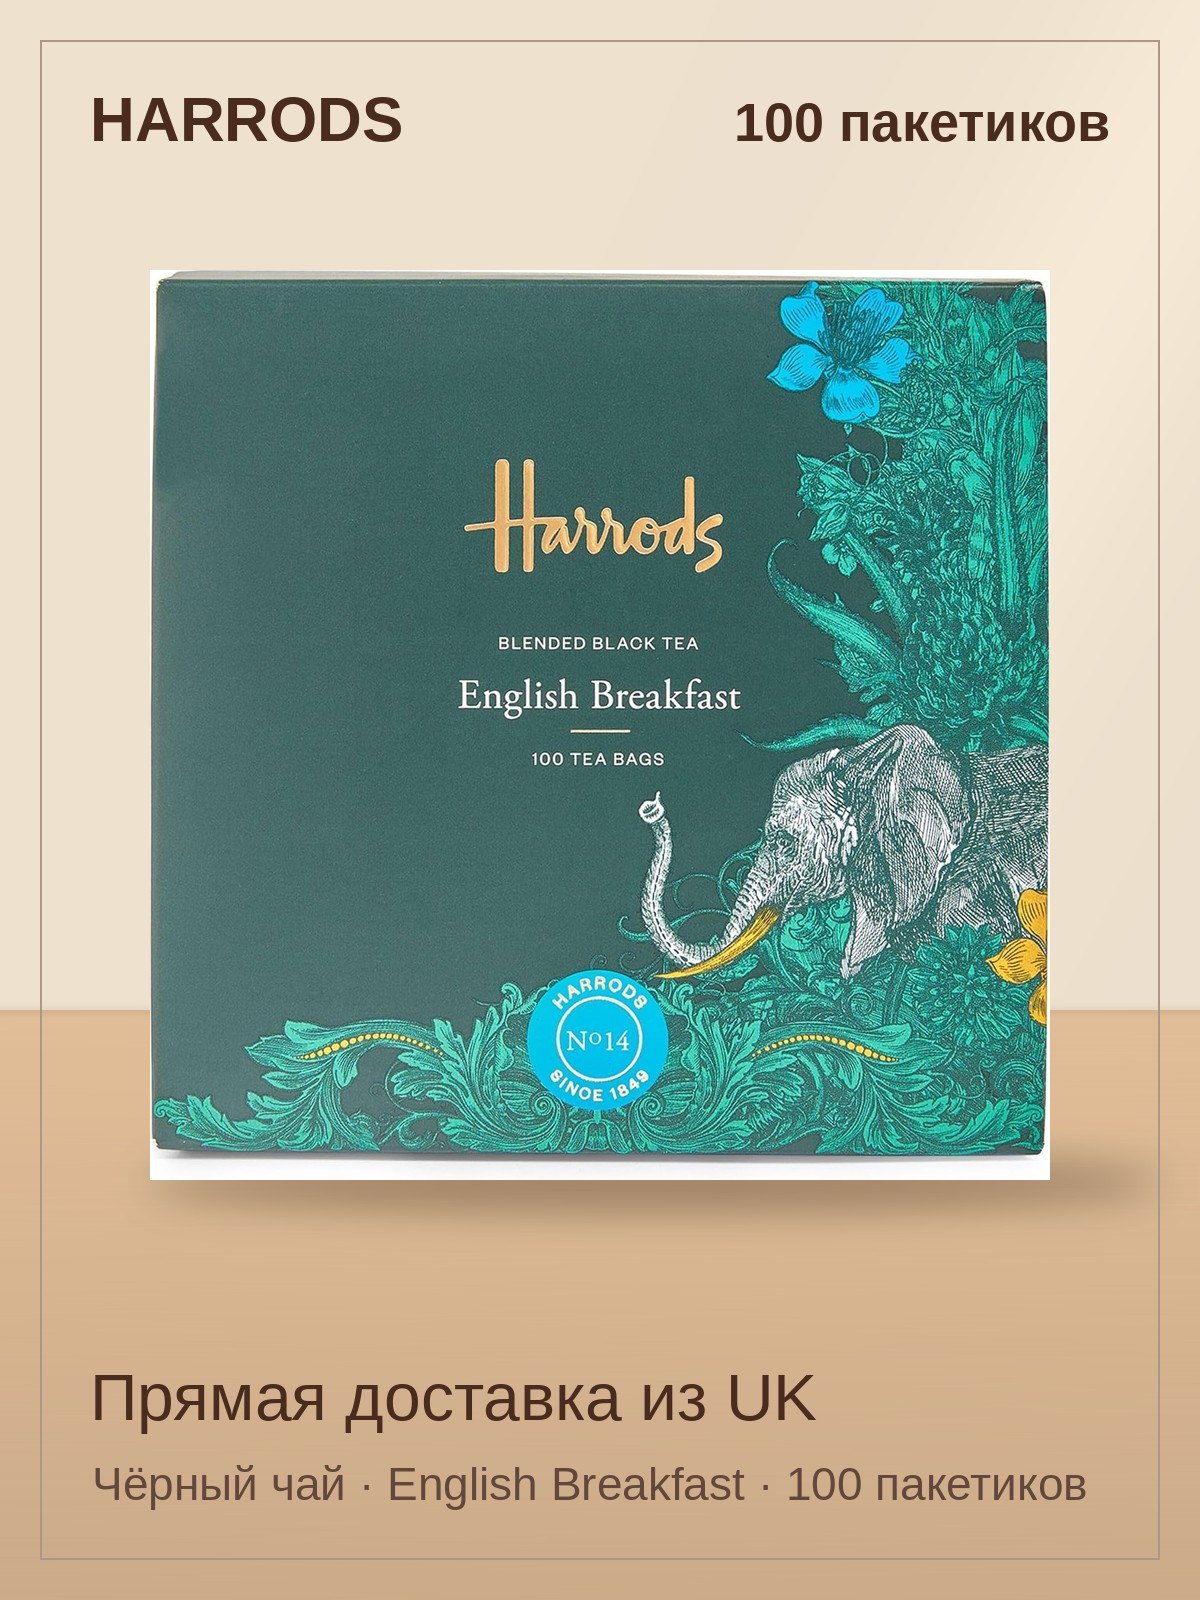 HARRODS
100 пакетиков
Harrods
BLENDED BLACK TEA
English Breakfast
100 TEA BAGS
HARRODS
Nº14
SINCE 1849
Прямая доставка из UK
Чёрный чай · English Breakfast · 100 пакетиков